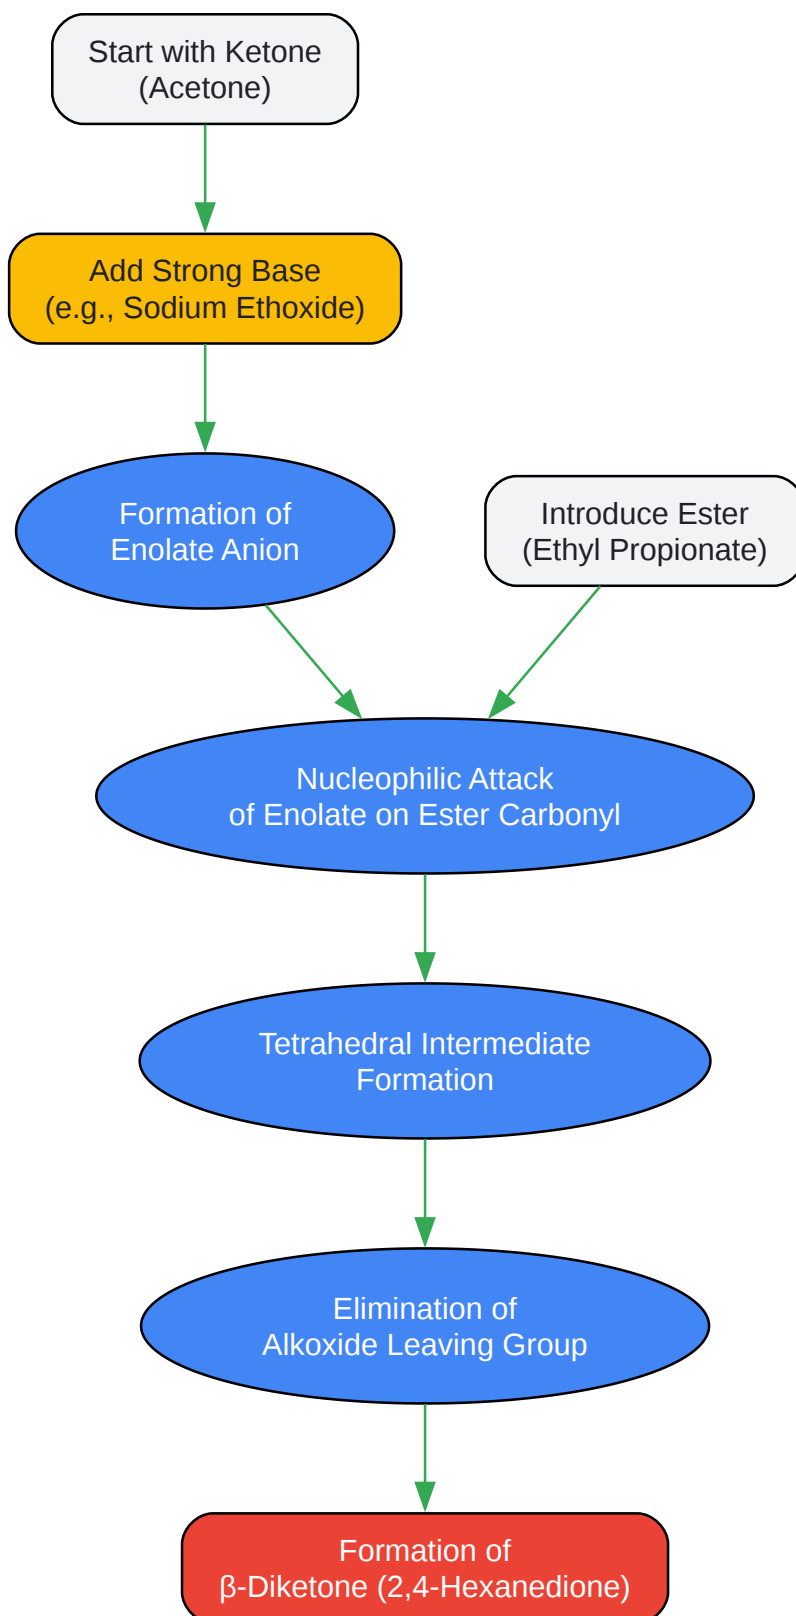 Start with Ketone
(Acetone)
Add Strong Base
(e.g., Sodium Ethoxide)
Formation of
Enolate Anion
Introduce Ester
(Ethyl Propionate)
Nucleophilic Attack
of Enolate on Ester Carbonyl
Tetrahedral Intermediate
Formation
Elimination of
Alkoxide Leaving Group
Formation of
β-Diketone (2,4-Hexanedione)